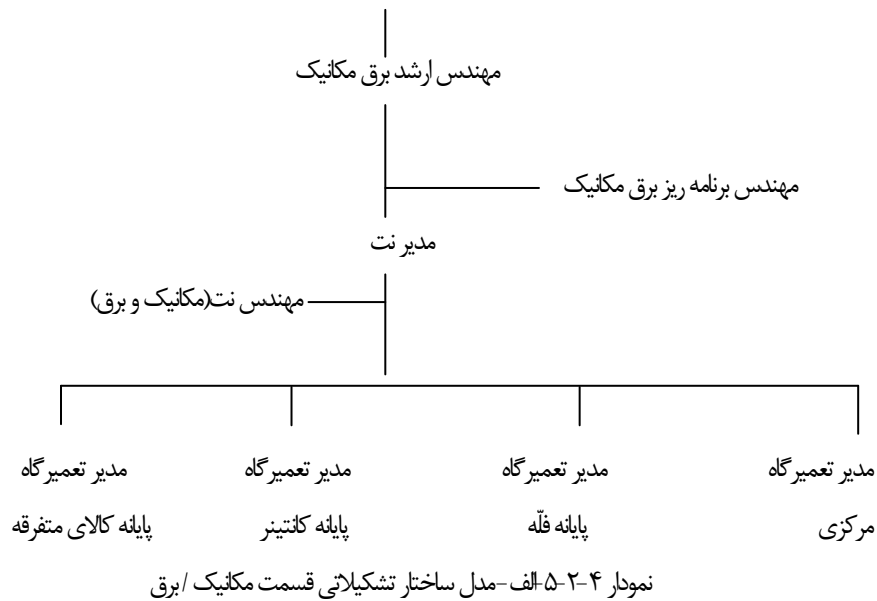 مهندس ارشد برق مکانیک
مهندس برنامه ریز برق مکانیک
مدیر نت
مهندس نت(مکانیک و برق)
مدیر تعمیرگاه مدیر تعمیرگاه مدیر تعمیرگاه مدیر تعمیرگاه
مرکزی پایانه فلّه پایانه کانتینر پایانه کالای متفرقه
نمودار ۴-۲-۵-الف-مدل ساختار تشکیلاتی قسمت مکانیک /برق